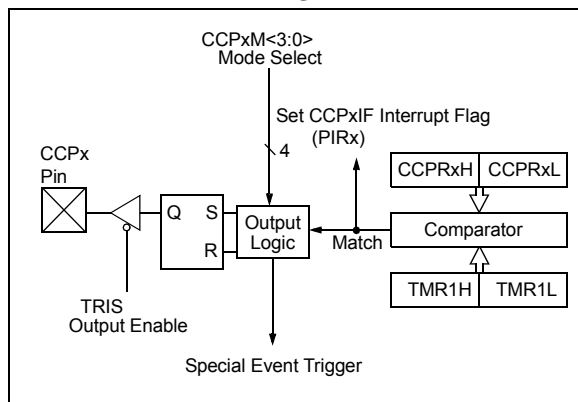 CCPxM<3:0>
Mode Select
Set CCPxIF Interrupt Flag
(PIRx)
4
CCPx
Pin
CCPRxH CCPRxL
Q S
R
Output
Logic
Match
Comparator
TRIS
Output Enable
TMR1H TMR1L
Special Event Trigger